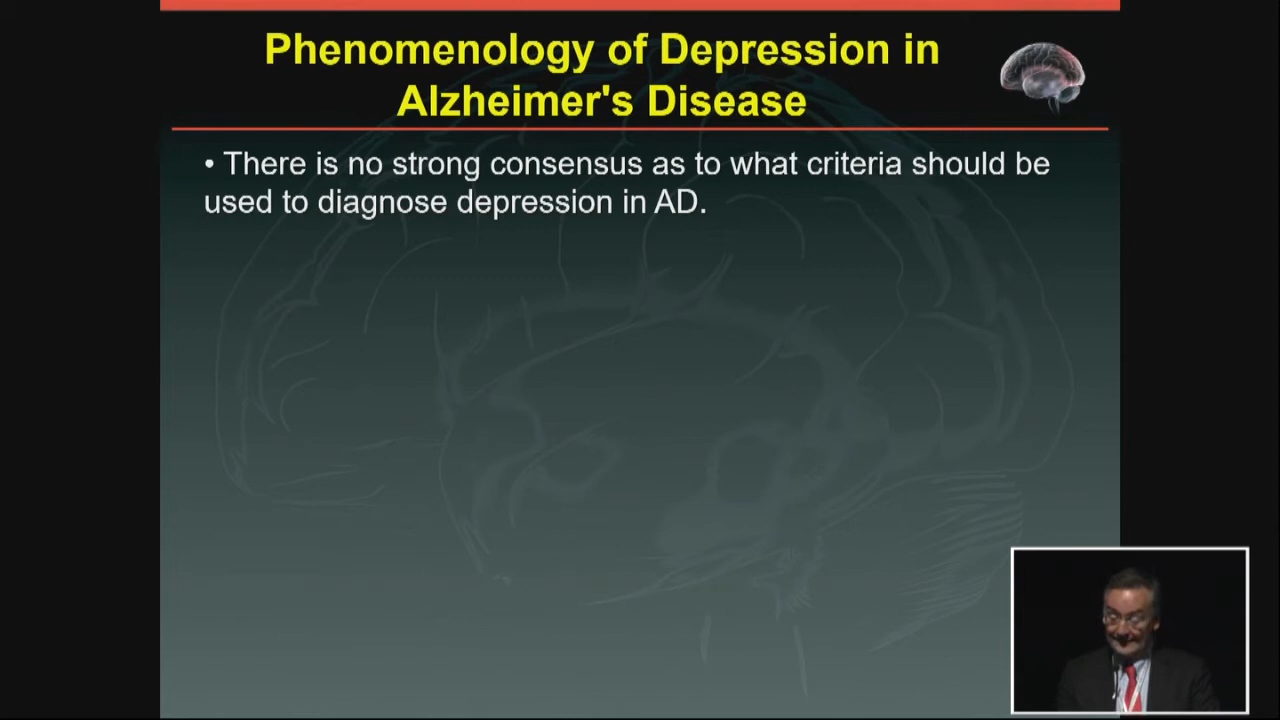 Phenomenology of Depression in
Alzheimer's Disease
• There is no strong consensus as to what criteria should be
used to diagnose depression in AD.